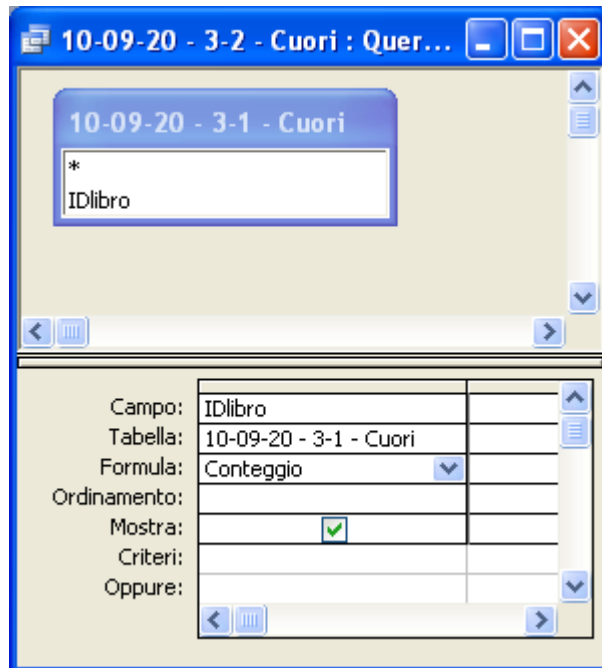 10-09-20 - 3-2 - Cuori : Quer...
10-09-20 - 3-1 - Cuori
*
IDlibro
Campo: IDlibro
Tabella: 10-09-20 - 3-1 - Cuori
Formula: Conteggio
Ordinamento:
Mostra:
Criteri:
Oppure: